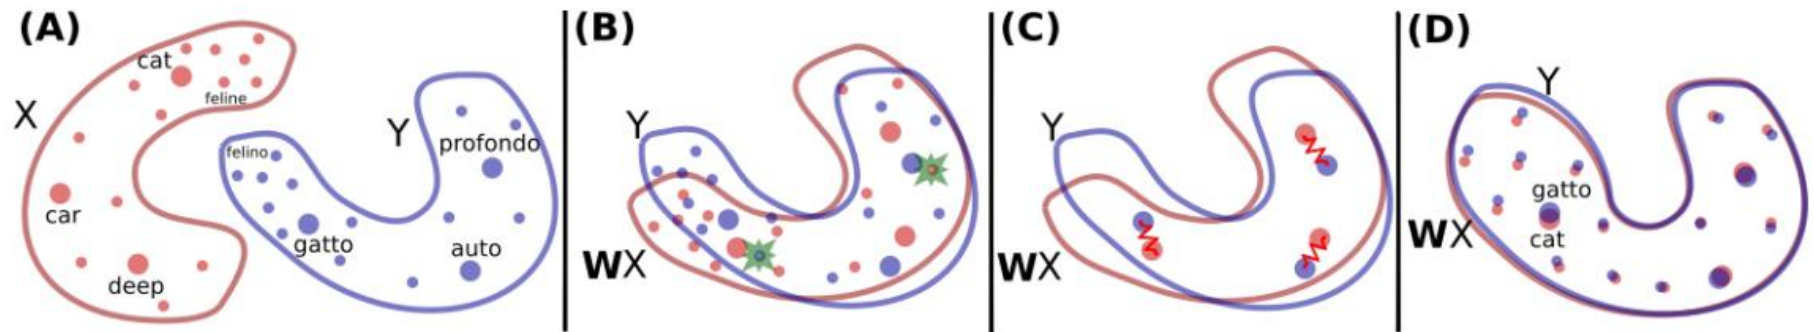 (A)
X
cat
feline
car
deep
Y
felino
profondo
gatto
auto
(B)
Y
WX
(C)
Y
WX
(D)
Y
gatto
WX
cat